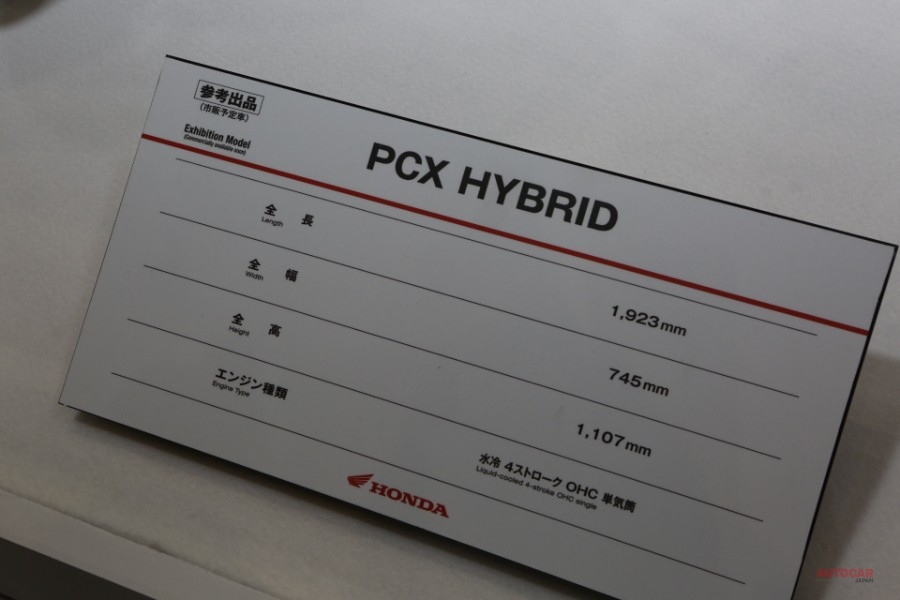 参考出品
(市販予定車)
Exhibition Model
(Commercially available soon)
PCX HYBRID
全 長
Length
1,923mm
全 幅
Width
745mm
全 高
Height
1,107mm
エンジン種類
Engine Type
水冷 4ストローク OHC 単気筒
Liquid-cooled 4-stroke OHC single
HONDA
AUTOCAR
JAPAN